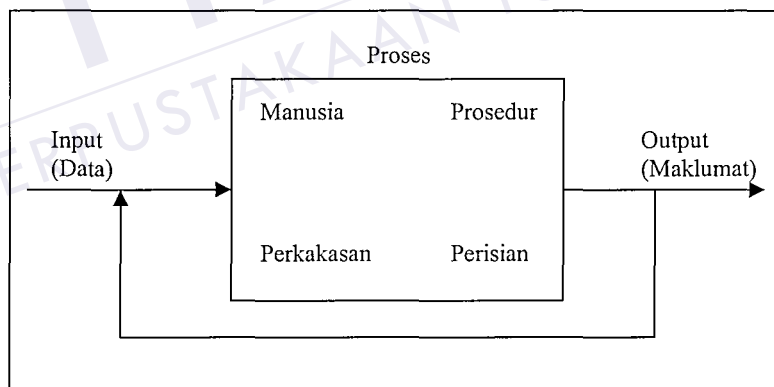 Proses
Manusia Prosedur
Input
(Data)
Output
(Maklumat)
Perkakasan Perisian